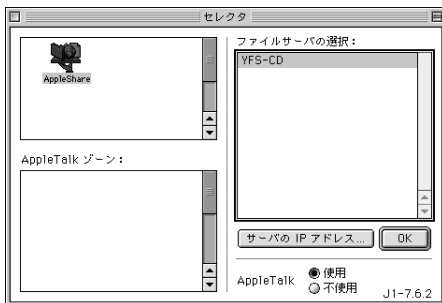 セレクタ
AppleShare
AppleTalk ゾーン：
ファイルサーバの選択：
YFS-CD
サーバの IP アドレス...
OK
AppleTalk
使用
不使用
J1-7.6.2